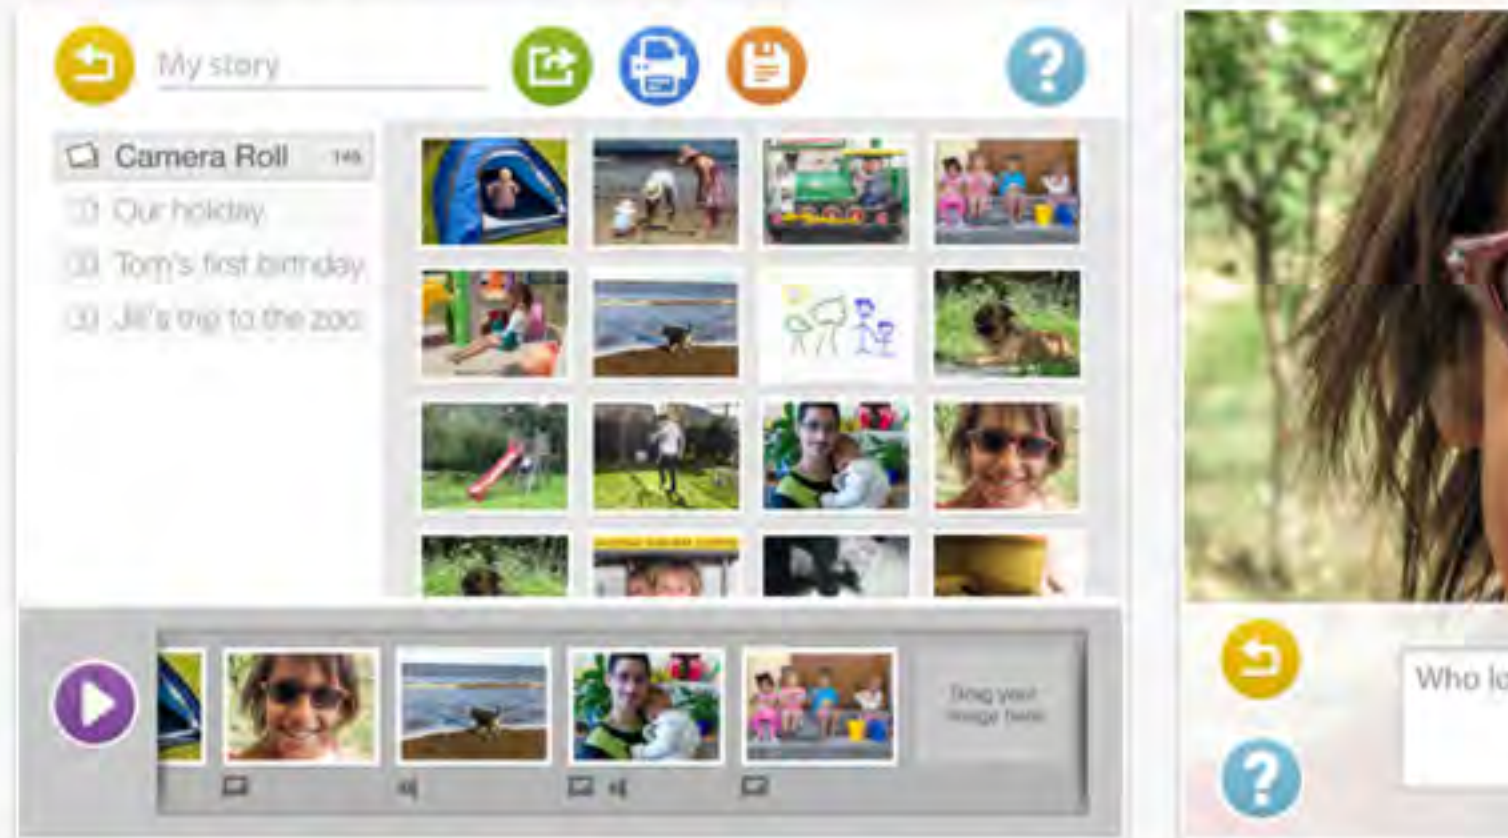 My story
Camera Roll 146
Our holiday
Tom's first birthday
Jill's trip to the zoo
Drag your
image here
Who lo